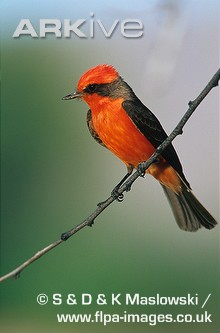 ARKive
© S & D & K Maslowski /
www.flpa-images.co.uk